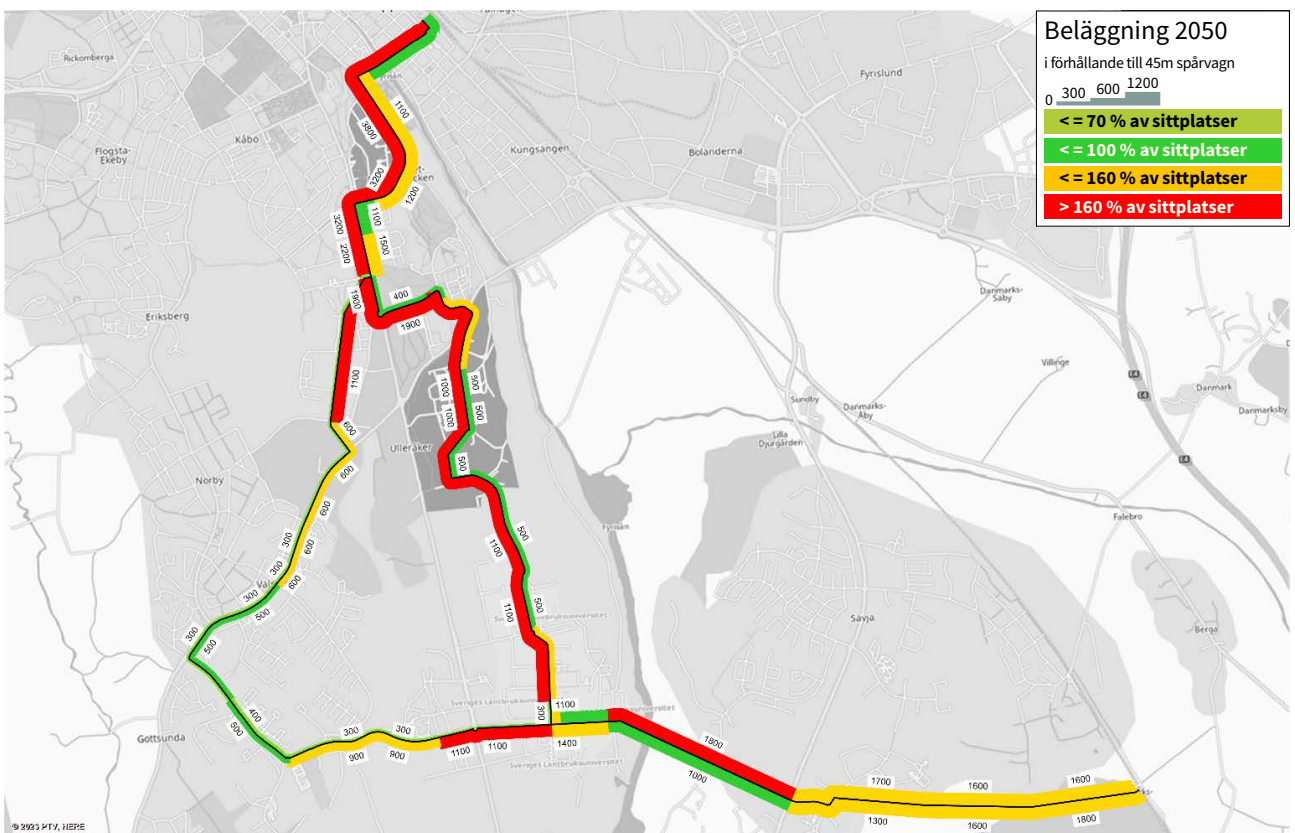 Beläggning 2050
i förhållande till 45m spårvagn
0 300 600 1200
< = 70 % av sittplatser
< = 100 % av sittplatser
< = 160 % av sittplatser
> 160 % av sittplatser
Rickomberga
Fyrislund
Kåbo
Flogsta-
Ekeby
Kungsängen
Bolanderna
1100
3800
3200
1200
1100
3200
1500
2200
Eriksberg
1900
400
1900
Danmarks-
Säby
Villinge
E4
E4
E4
Danmark
Danmarksby
Sundby
Danmarks-
Åby
Lilla
Djurgården
1100
1000
1000
500
600
Ulleråker
500
600
Norby
Fyrisån
Falebro
600
300
600
300
600
300
500
300
500
500
1100
1100
500
Sävja
Berga
400
500
Gottsunda
300
300
900
900
1100
1100
300
1100
1400
Sveriges Lantbruksuniversitet
1800
1000
1700
1600
1600
1300
1600
1800
© 2023 PTV, HERE